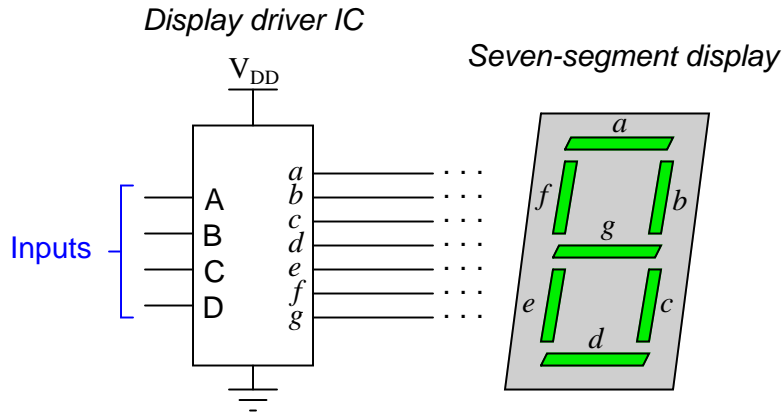 Display driver IC
Seven-segment display
VDD
Inputs
A
B
C
D
a
b
c
d
e
f
g
a
f
b
g
e
c
d